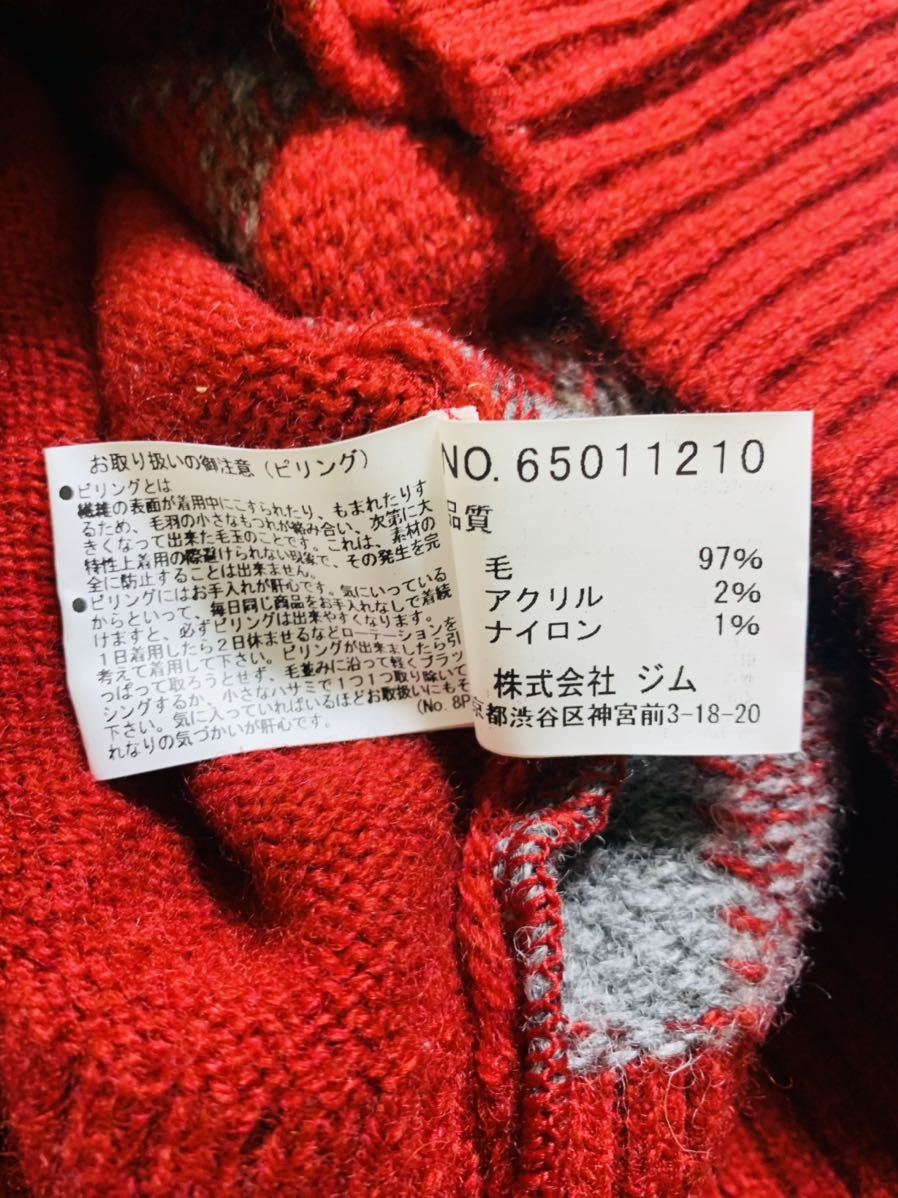 お取り扱いの御注意(ピリング)
●ピリングとは
繊維の表面が着用中にこすられたり、もまれたりす
るため、毛羽の小さなもつれが絡み合い、次第に大
きくなって出来た毛玉のことです。これは、素材の
特性上着用の際避けられない現象で、その発生を完
全に防止することは出来ません。
●ピリングにはお手入れが肝心です。気にいっている
からといって、毎日同じ商品をお手入れなしで着続
けますと、必ずピリングは出来やすくなります。
1日着用したら2日休ませるなどローテーションを
考えて着用して下さい。ピリングが出来ましたら引
っぱって取ろうとせず、毛並みに沿って軽くブラッ
シングするか、小さなハサミで1つ1つ取り除いて
下さい。気に入っていればいるほどお取扱いにもそ
れなりの気づかいが肝心です。
(No. 8P
NO. 65011210
品質
毛 97%
アクリル 2%
ナイロン 1%
株式会社 ジム
京都渋谷区神宮前3-18-20